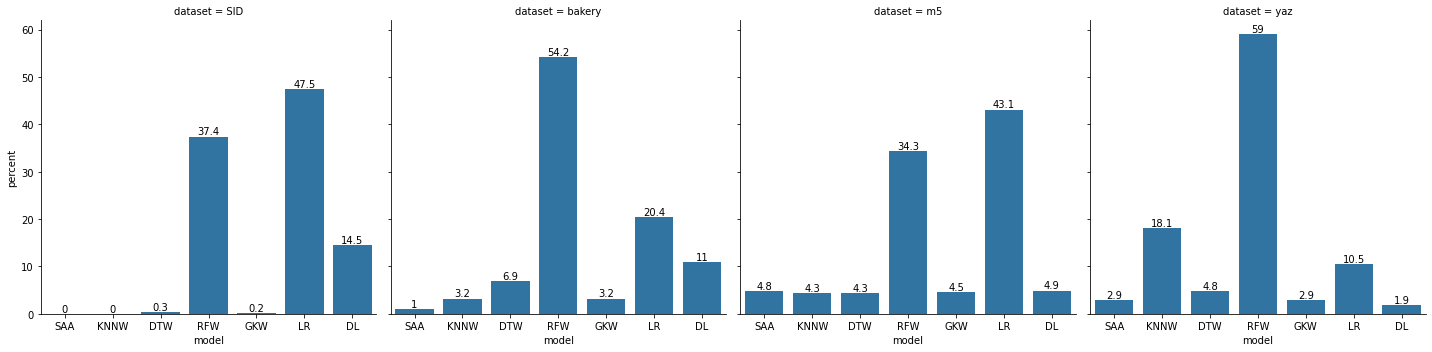 dataset = SID
percent
60
50
40
30
20
10
0
0
0
0.3
37.4
0.2
47.5
14.5
SAA KNNW DTW RFW GKW LR DL
model
dataset = bakery
1
3.2
6.9
54.2
3.2
20.4
11
SAA KNNW DTW RFW GKW LR DL
model
dataset = m5
4.8
4.3
4.3
34.3
4.5
43.1
4.9
SAA KNNW DTW RFW GKW LR DL
model
dataset = yaz
2.9
18.1
4.8
59
2.9
10.5
1.9
SAA KNNW DTW RFW GKW LR DL
model